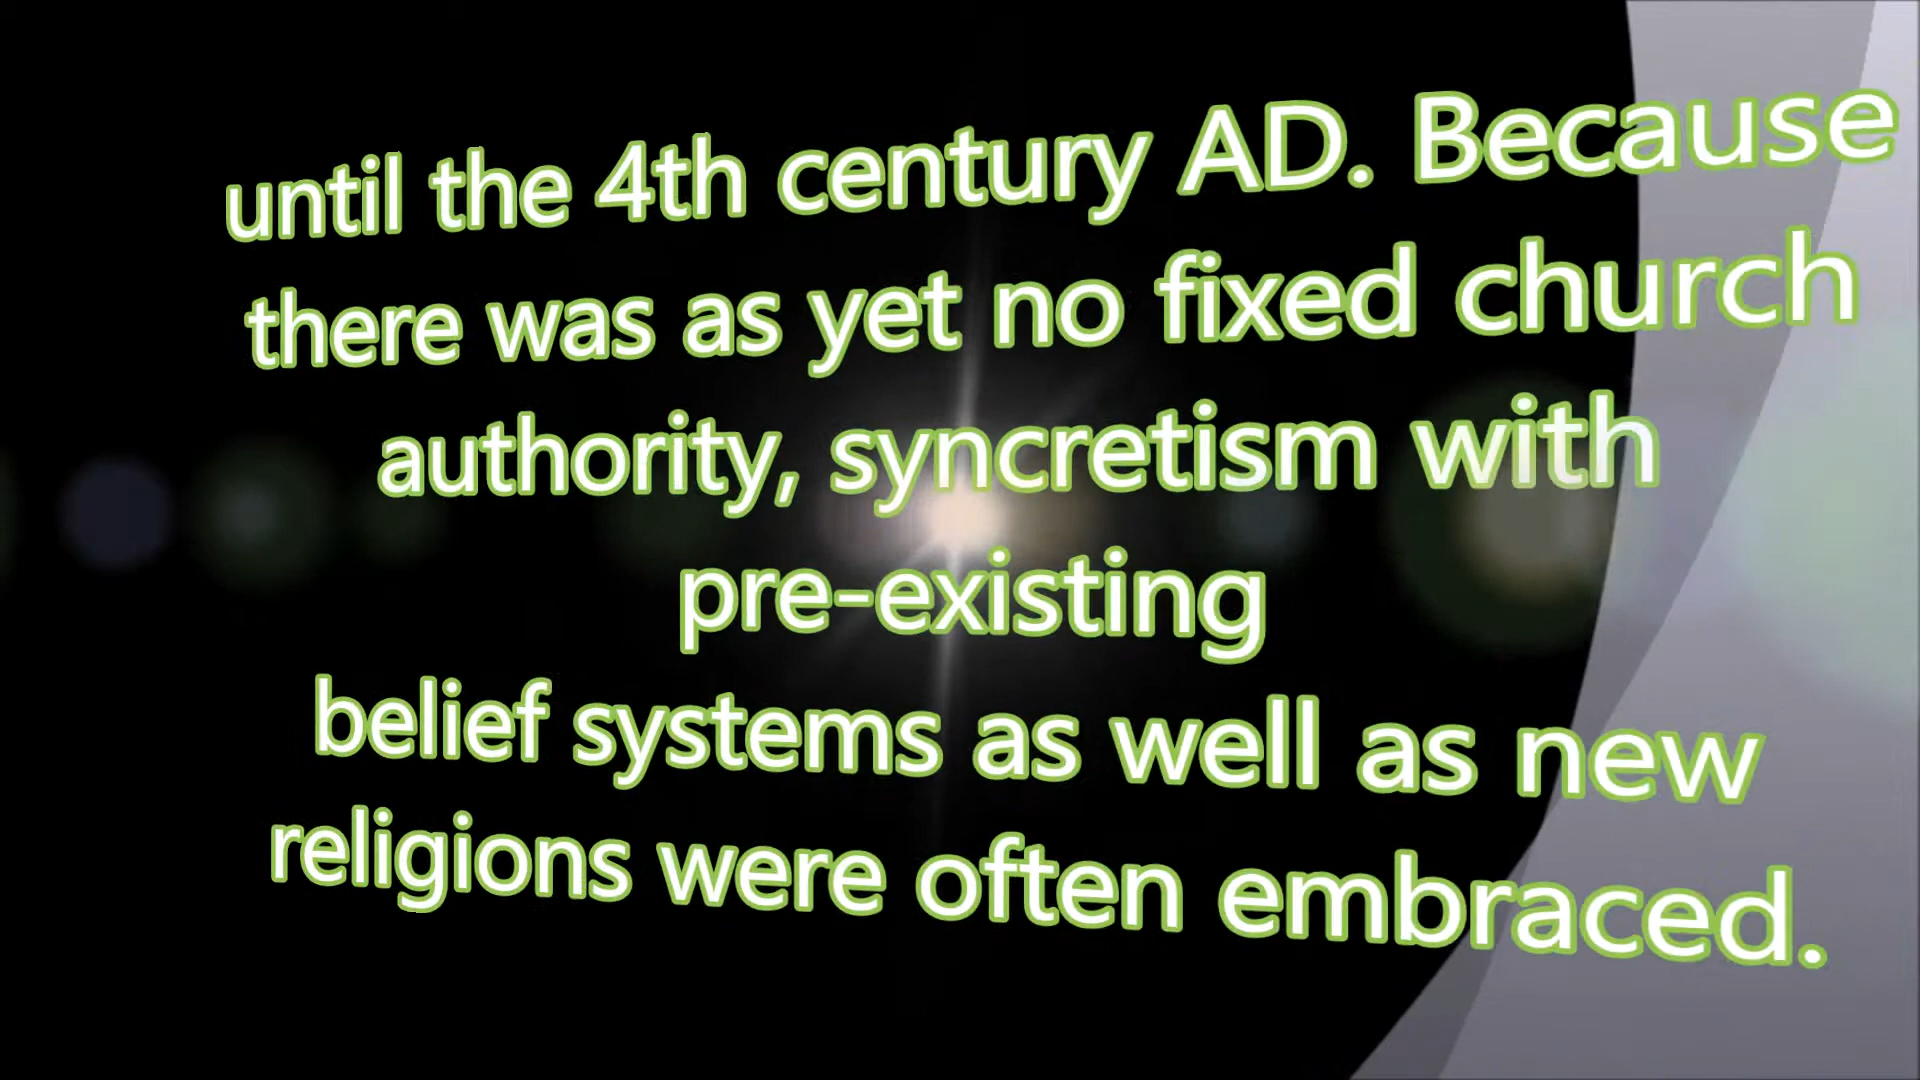 until the 4th century AD. Because
there was as yet no fixed church
authority, syncretism with
pre-existing
belief systems as well as new
religions were often embraced.